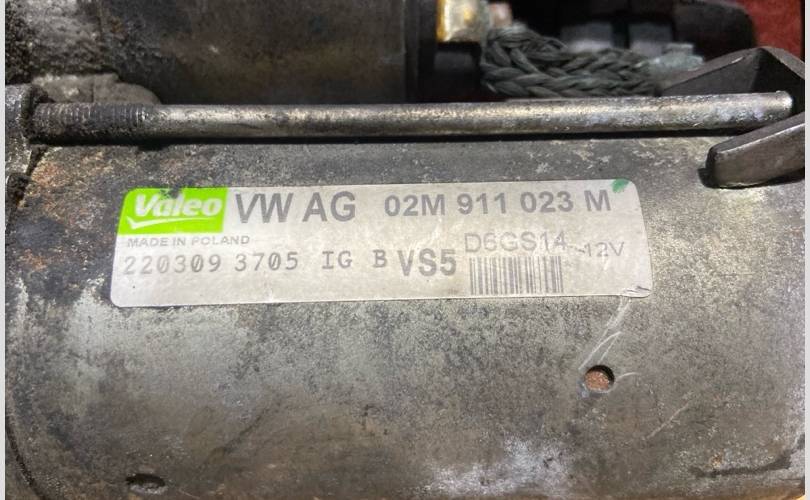 Valeo VW AG 02M 911 023 M
MADE IN POLAND
220309 3705 IG B VS5 D6GS14 ~12V